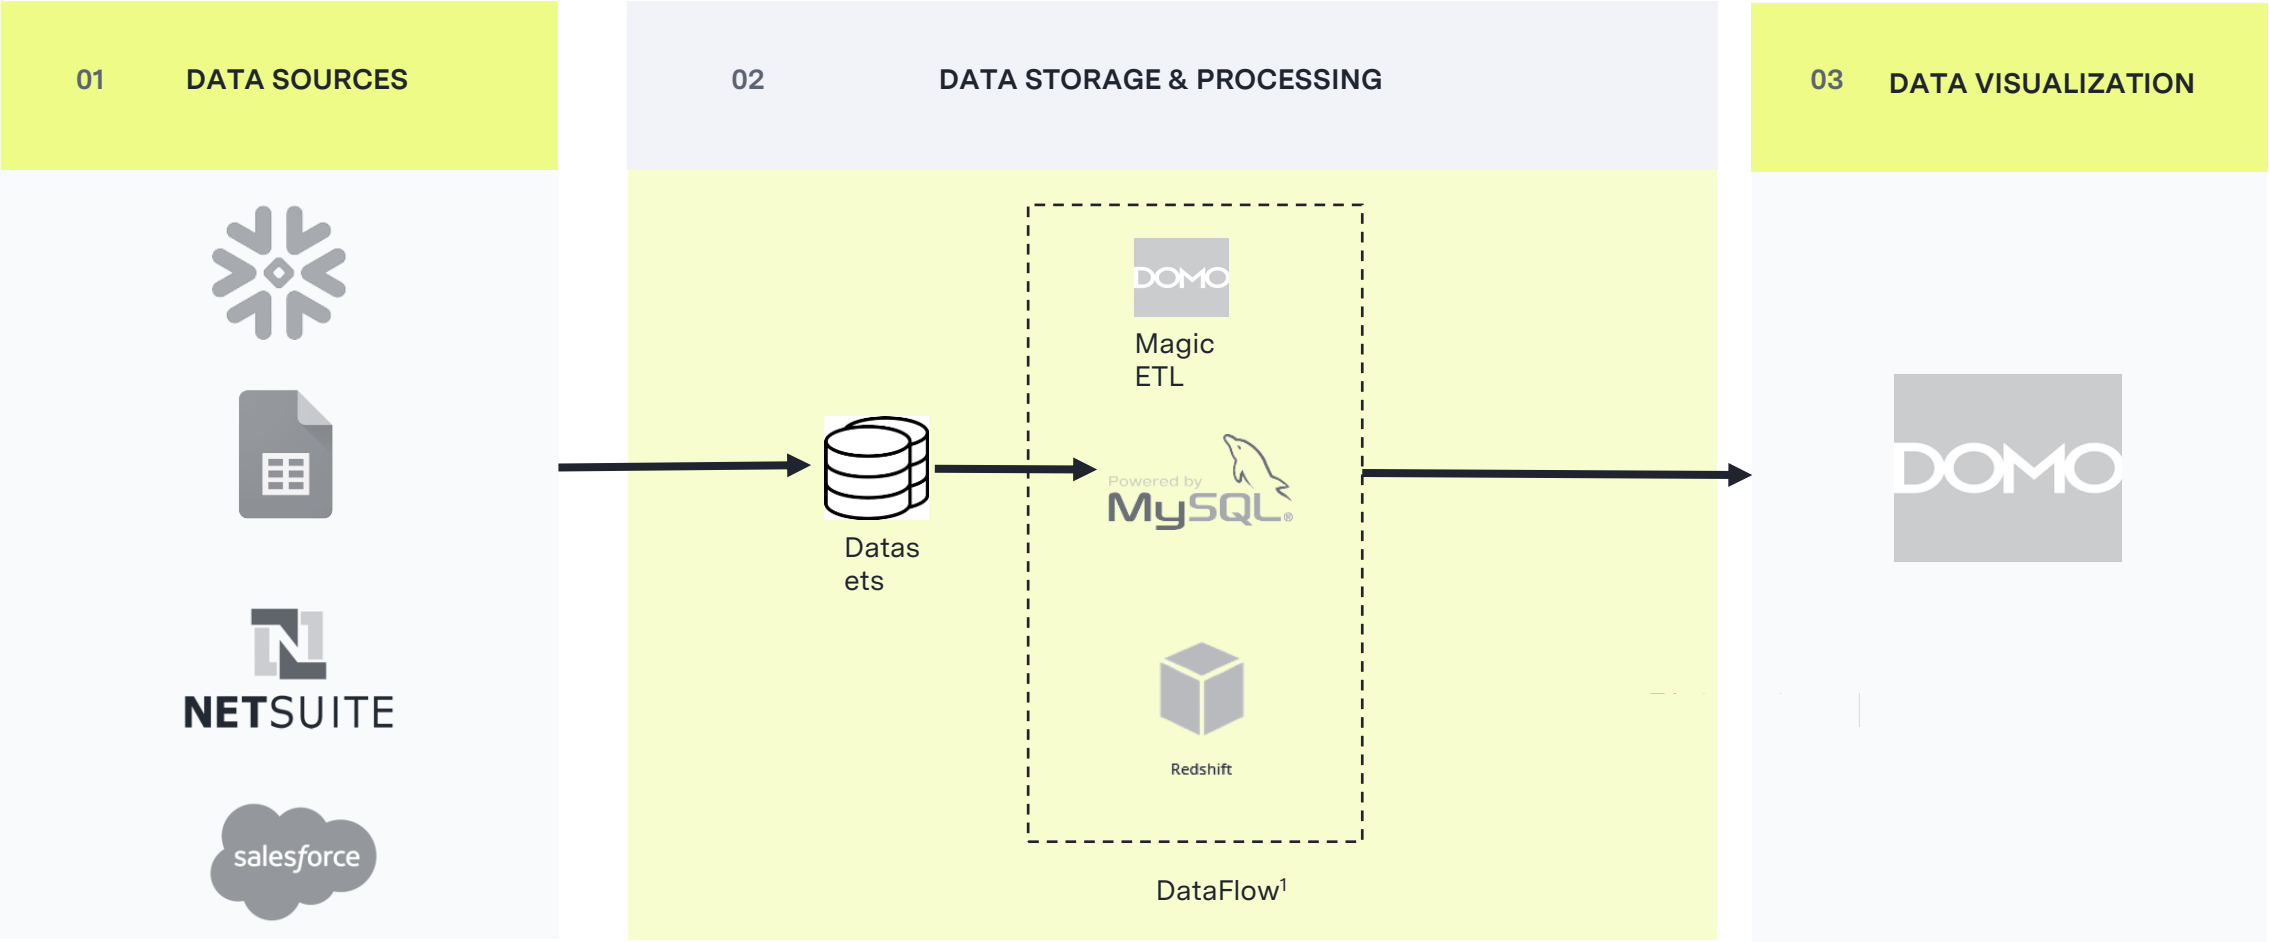 01 DATA SOURCES
02 DATA STORAGE & PROCESSING
03 DATA VISUALIZATION
NETSUITE
salesforce
Datas
ets
DOMO
Magic
ETL
Powered by
MySQL®
Redshift
DataFlow¹
DOMO